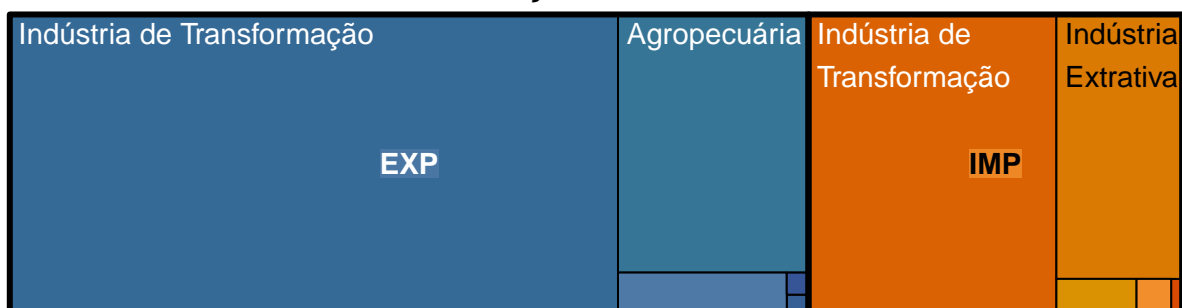 Indústria de Transformação
Agropecuária
Indústria de
Transformação
Indústria
Extrativa
EXP
IMP